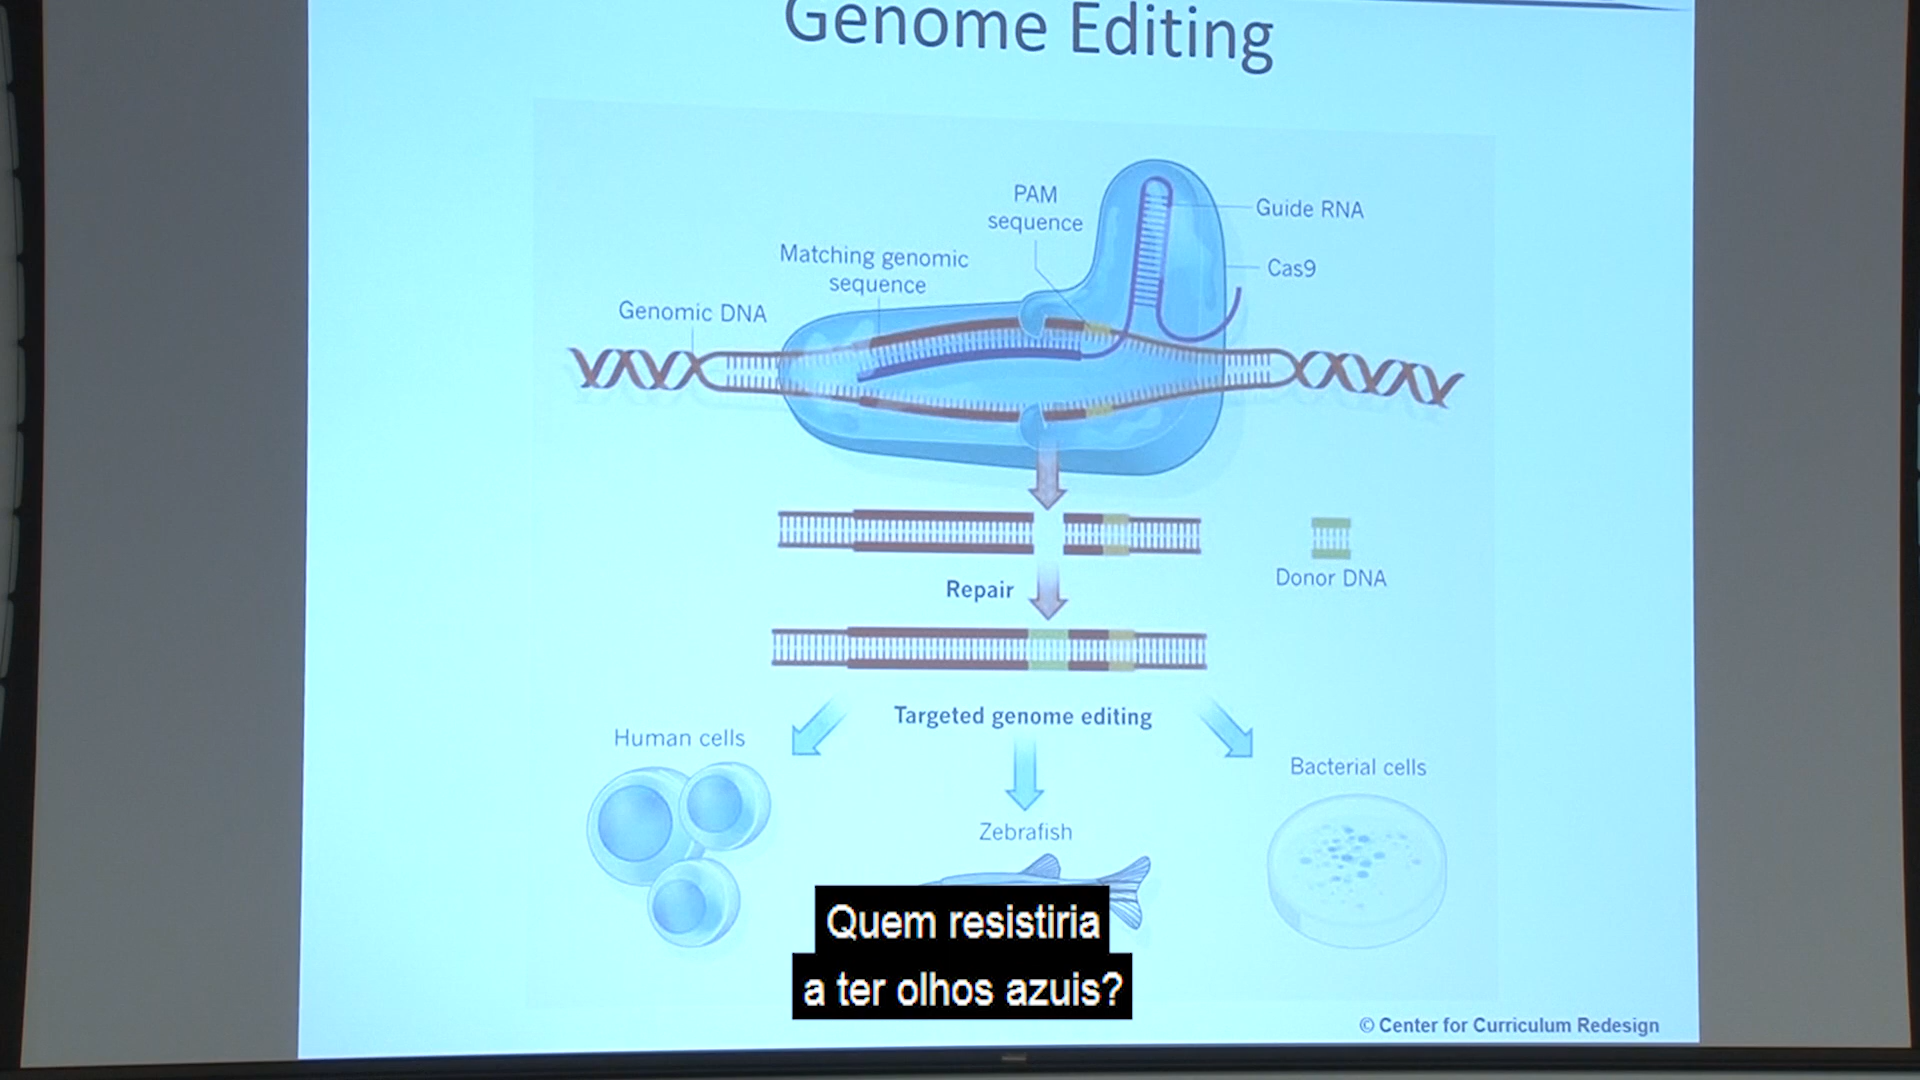 Genome Editing
PAM
sequence
Guide RNA
Matching genomic
sequence
Cas9
Genomic DNA
Donor DNA
Repair
Targeted genome editing
Human cells
Bacterial cells
Zebrafish
Quem resistiria
a ter olhos azuis?
© Center for Curriculum Redesign